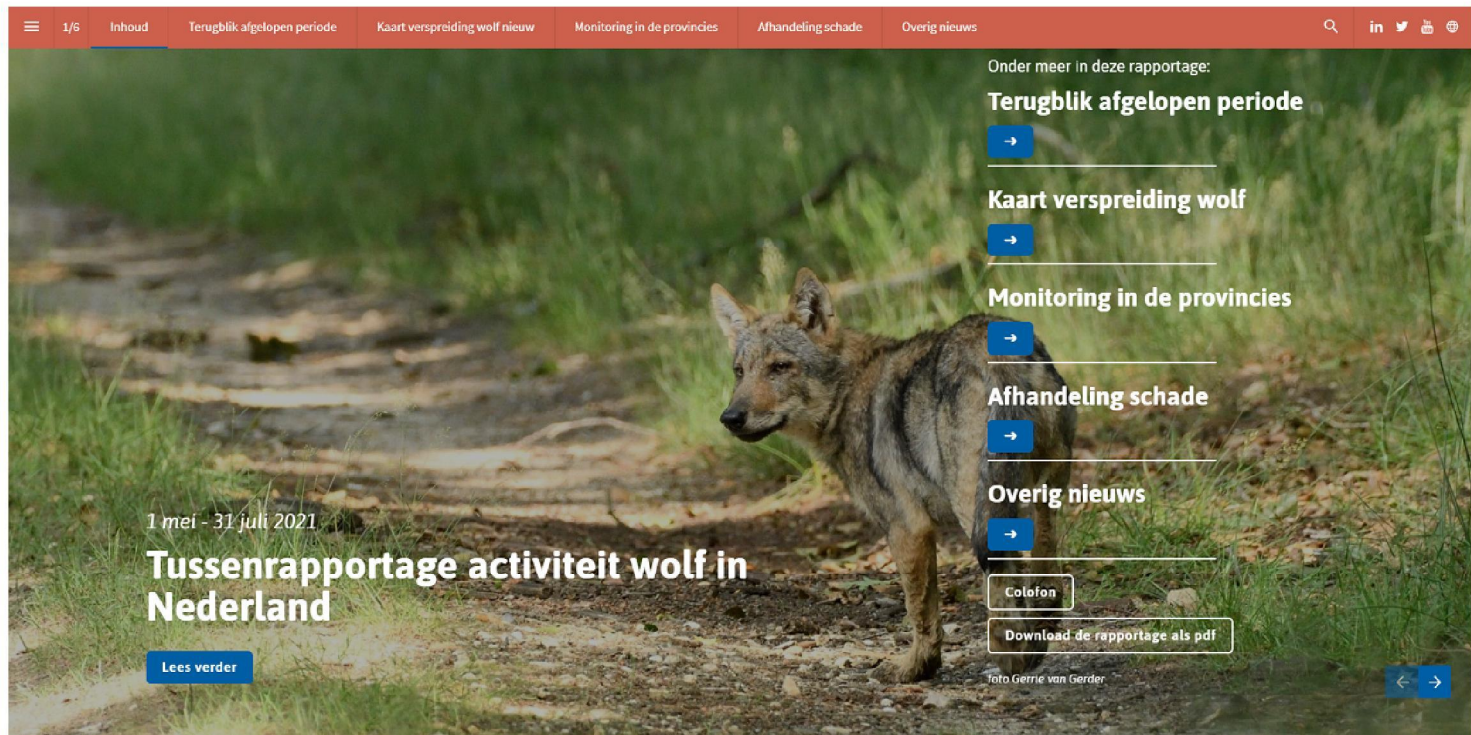 1/6
Inhoud
Terugblik afgelopen periode
Kaart verspreiding wolf nieuw
Monitoring in de provincies
Afhandeling schade
Overig nieuws
in
You
Tube
Onder meer in deze rapportage:
Terugblik afgelopen periode
Kaart verspreiding wolf
Monitoring in de provincies
Afhandeling schade
Overig nieuws
1 mei - 31 juli 2021
Tussenrapportage activiteit wolf in
Nederland
Lees verder
Colofon
Download de rapportage als pdf
foto Gerrie van Gerder